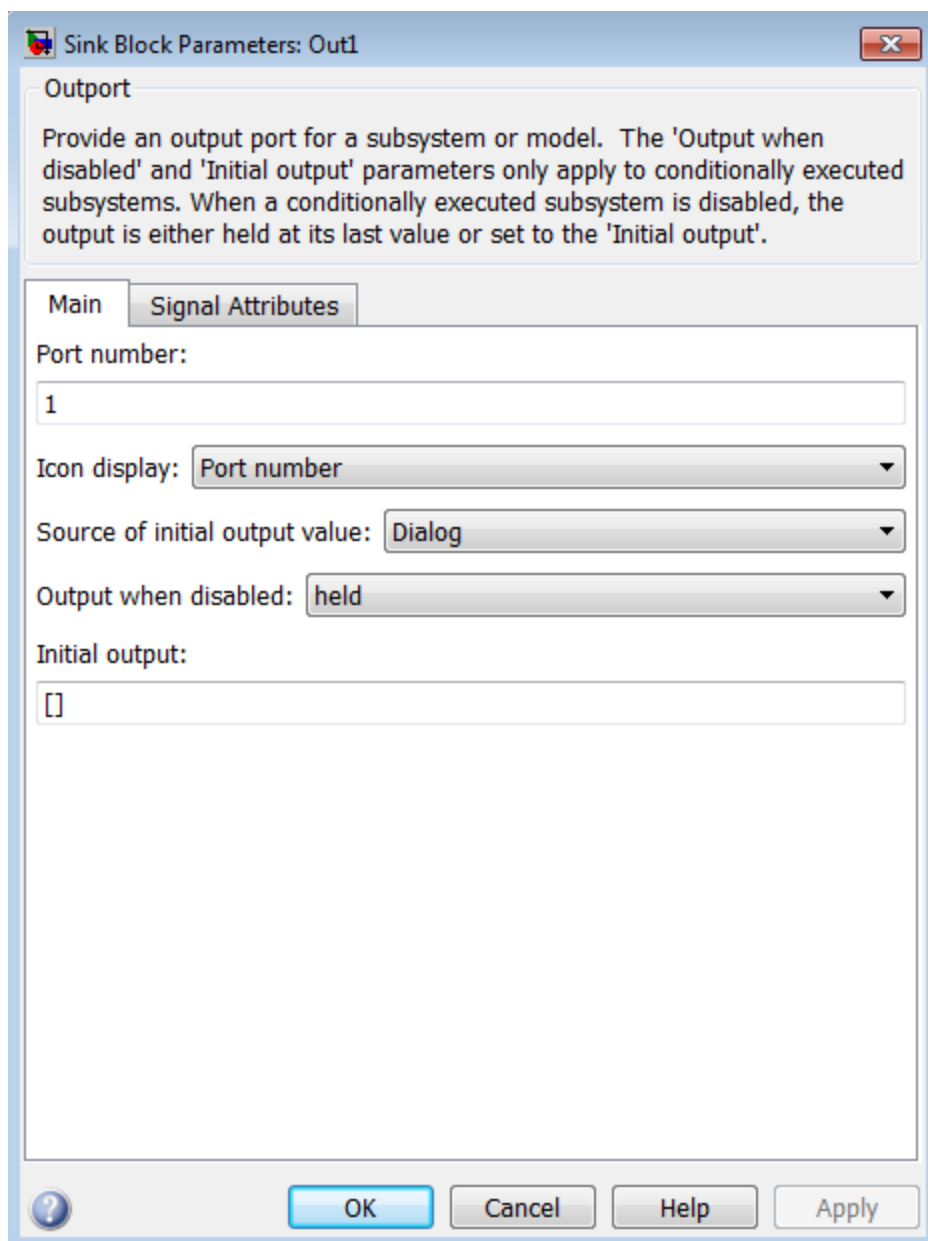 Sink Block Parameters: Out1
Outport
Provide an output port for a subsystem or model.  The 'Output when
disabled' and 'Initial output' parameters only apply to conditionally executed
subsystems. When a conditionally executed subsystem is disabled, the
output is either held at its last value or set to the 'Initial output'.
Main
Signal Attributes
Port number:
1
Icon display: Port number
Source of initial output value: Dialog
Output when disabled: held
Initial output:
[]
? OK Cancel Help Apply